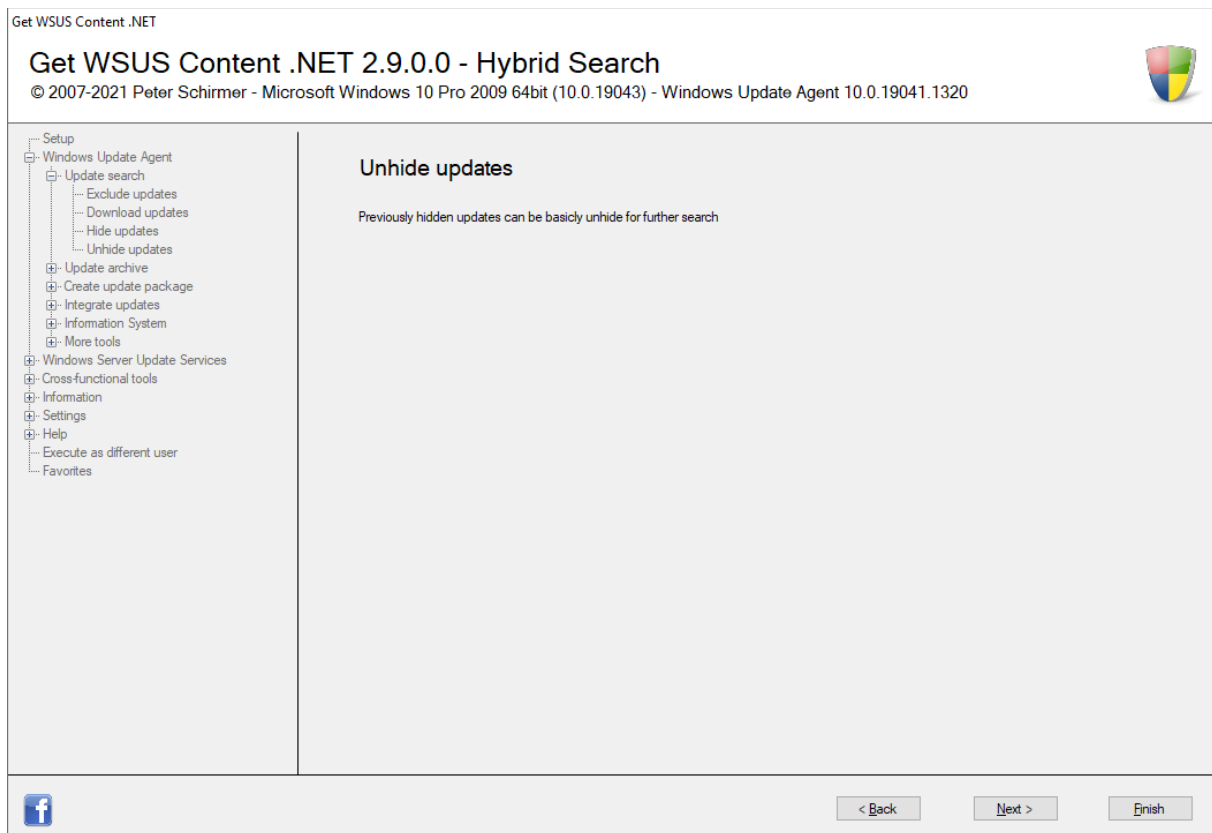 Get WSUS Content .NET
Get WSUS Content .NET 2.9.0.0 - Hybrid Search
© 2007-2021 Peter Schirmer - Microsoft Windows 10 Pro 2009 64bit (10.0.19043) - Windows Update Agent 10.0.19041.1320
Setup
Windows Update Agent
Update search
Exclude updates
Download updates
Hide updates
Unhide updates
Update archive
Create update package
Integrate updates
Information System
More tools
Windows Server Update Services
Cross-functional tools
Information
Settings
Help
Execute as different user
Favorites
Unhide updates
Previously hidden updates can be basicly unhide for further search
f
< Back
Next >
Finish